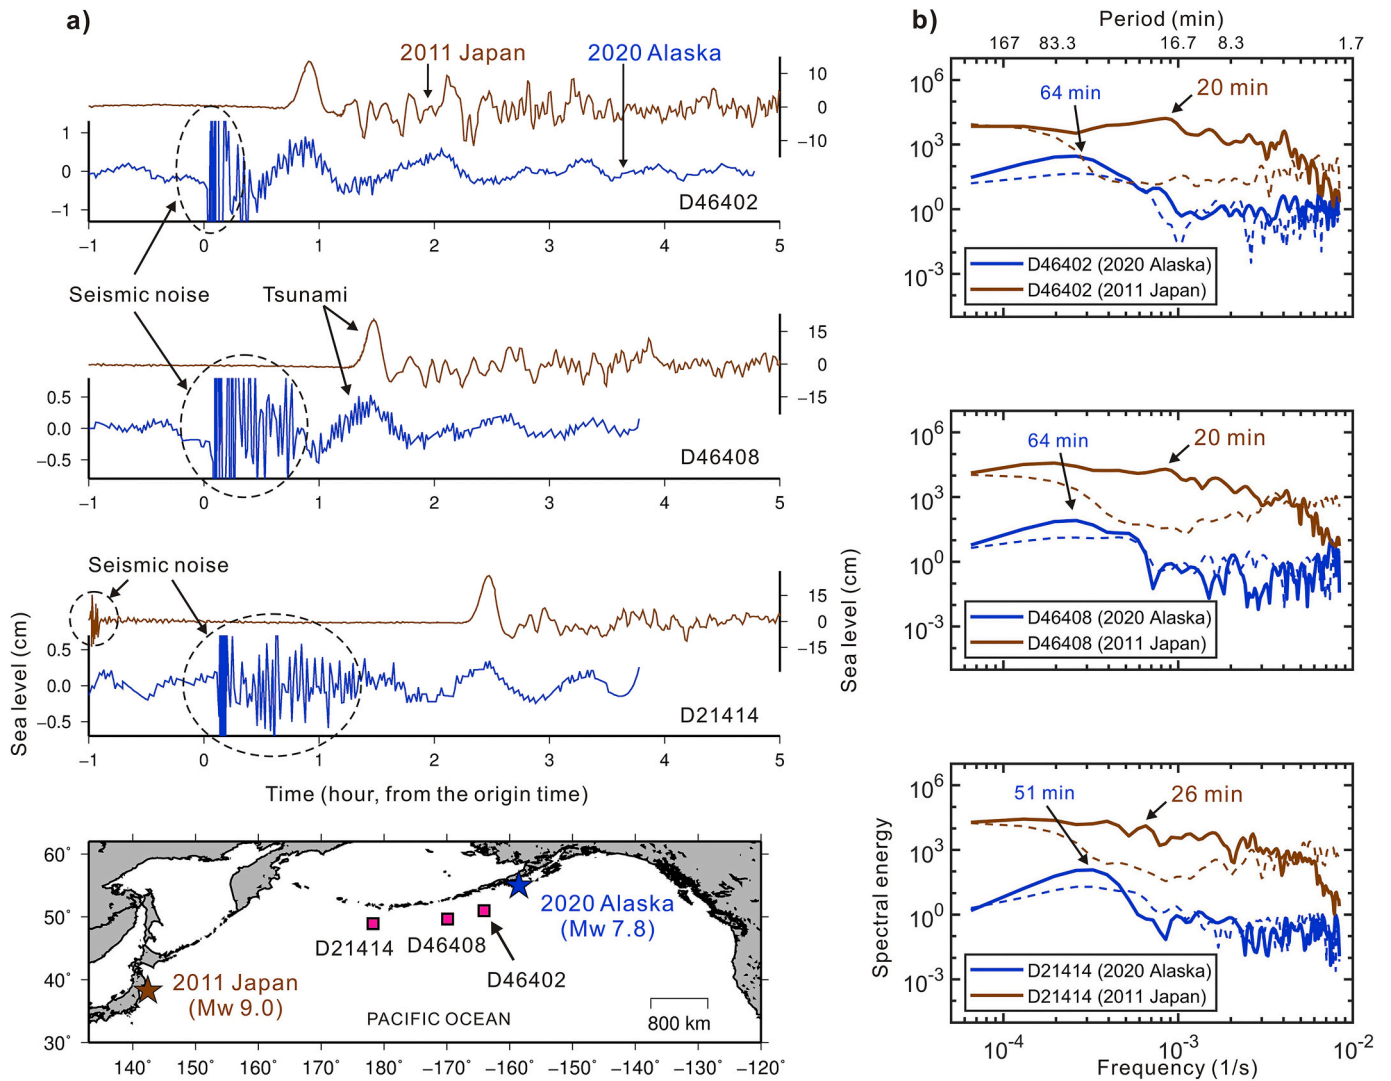 a)
2011 Japan
2020 Alaska
10
0
−10
1
0
−1
D46402
−1 0 1 2 3 4 5
Seismic noise
Tsunami
15
0
−15
0.5
0.0
−0.5
D46408
−1 0 1 2 3 4 5
Seismic noise
15
0
−15
0.5
0.0
−0.5
D21414
Sea level (cm)
−1 0 1 2 3 4 5
Time (hour, from the origin time)
60˚
50˚
40˚
30˚
2020 Alaska
(Mw 7.8)
D21414
D46408
D46402
2011 Japan
(Mw 9.0)
PACIFIC OCEAN
800 km
140˚ 150˚ 160˚ 170˚ 180˚ −170˚ −160˚ −150˚ −140˚ −130˚ −120˚
b)
Period (min)
167 83.3 16.7 8.3 1.7
10^6
10^3
10^0
10^-3
64 min
20 min
D46402 (2020 Alaska)
D46402 (2011 Japan)
10^6
10^3
10^0
10^-3
64 min
20 min
D46408 (2020 Alaska)
D46408 (2011 Japan)
Sea level (cm)
10^6
10^3
10^0
10^-3
51 min
26 min
D21414 (2020 Alaska)
D21414 (2011 Japan)
Spectral energy
10^-4 10^-3 10^-2
Frequency (1/s)